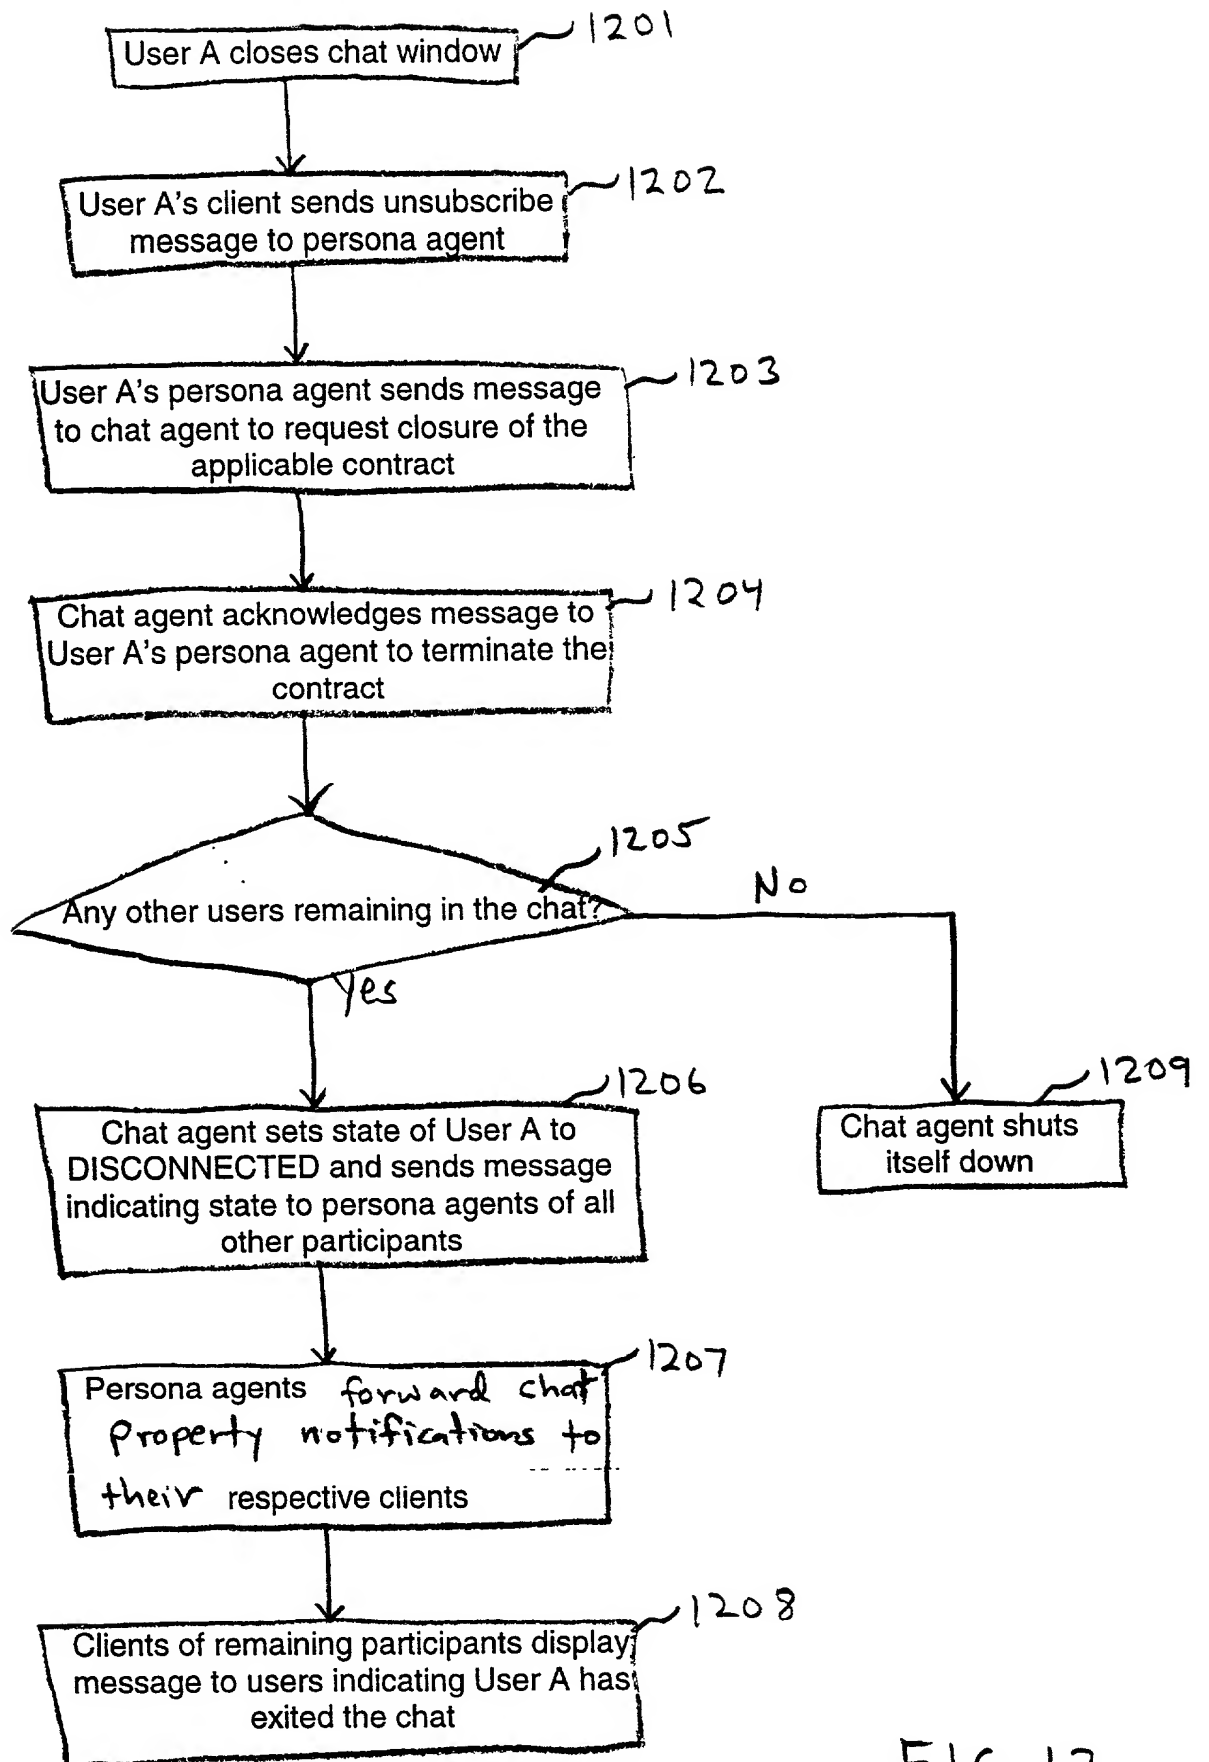 User A closes chat window
1201
User A's client sends unsubscribe
message to persona agent
1202
User A's persona agent sends message
to chat agent to request closure of the
applicable contract
1203
Chat agent acknowledges message to
User A's persona agent to terminate the
contract
1204
Any other users remaining in the chat?
1205
No
Yes
Chat agent sets state of User A to
DISCONNECTED and sends message
indicating state to persona agents of all
other participants
1206
Chat agent shuts
itself down
1209
Persona agents forward chat
Property notifications to
their respective clients
1207
Clients of remaining participants display
message to users indicating User A has
exited the chat
1208